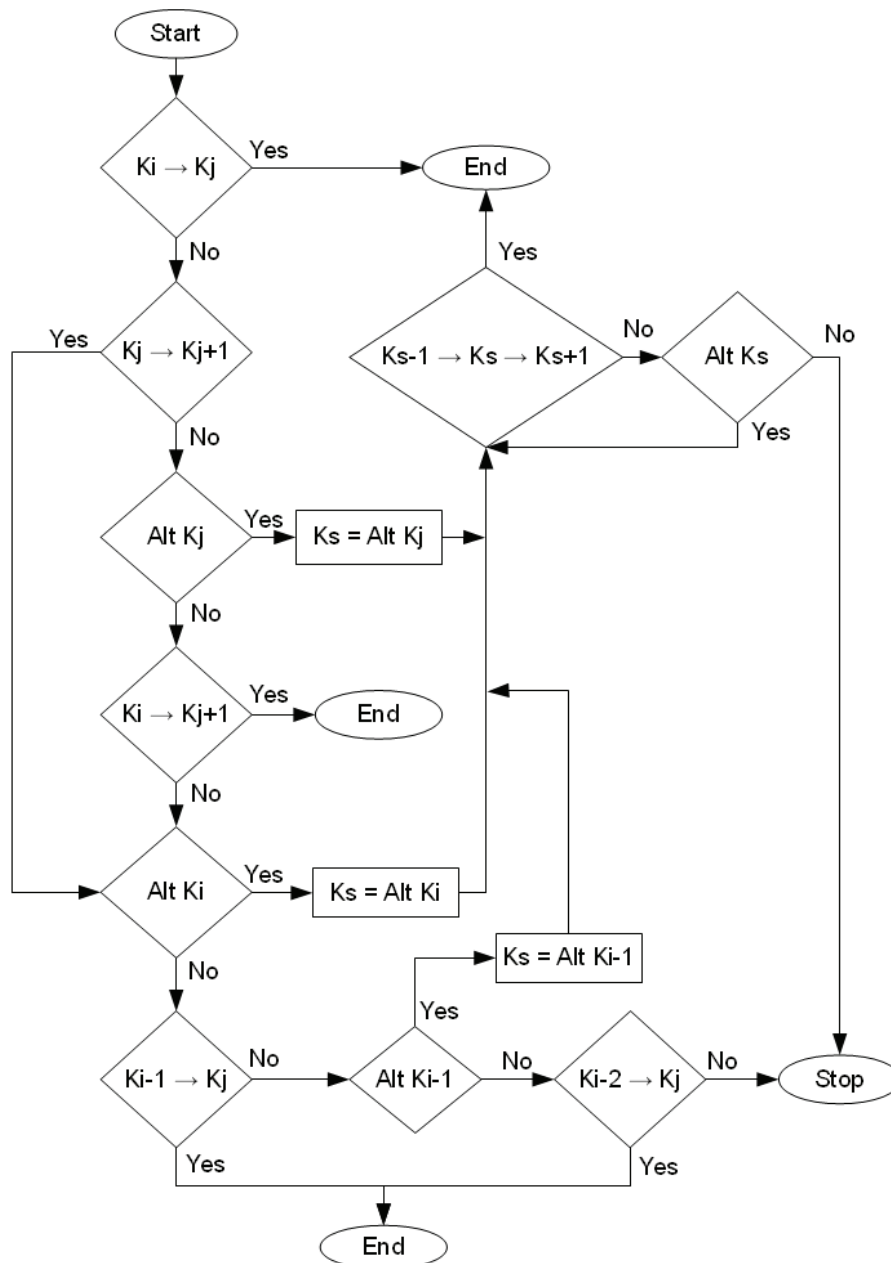 Start
Ki → Kj
Yes
End
No
Yes
Kj → Kj+1
Yes
Ks-1 → Ks → Ks+1
No
Alt Ks
No
No
Yes
Alt Kj
Yes
Ks = Alt Kj
No
Ki → Kj+1
Yes
End
No
Alt Ki
Yes
Ks = Alt Ki
Ks = Alt Ki-1
No
Yes
Ki-1 → Kj
No
Alt Ki-1
No
Ki-2 → Kj
No
Stop
Yes
Yes
End